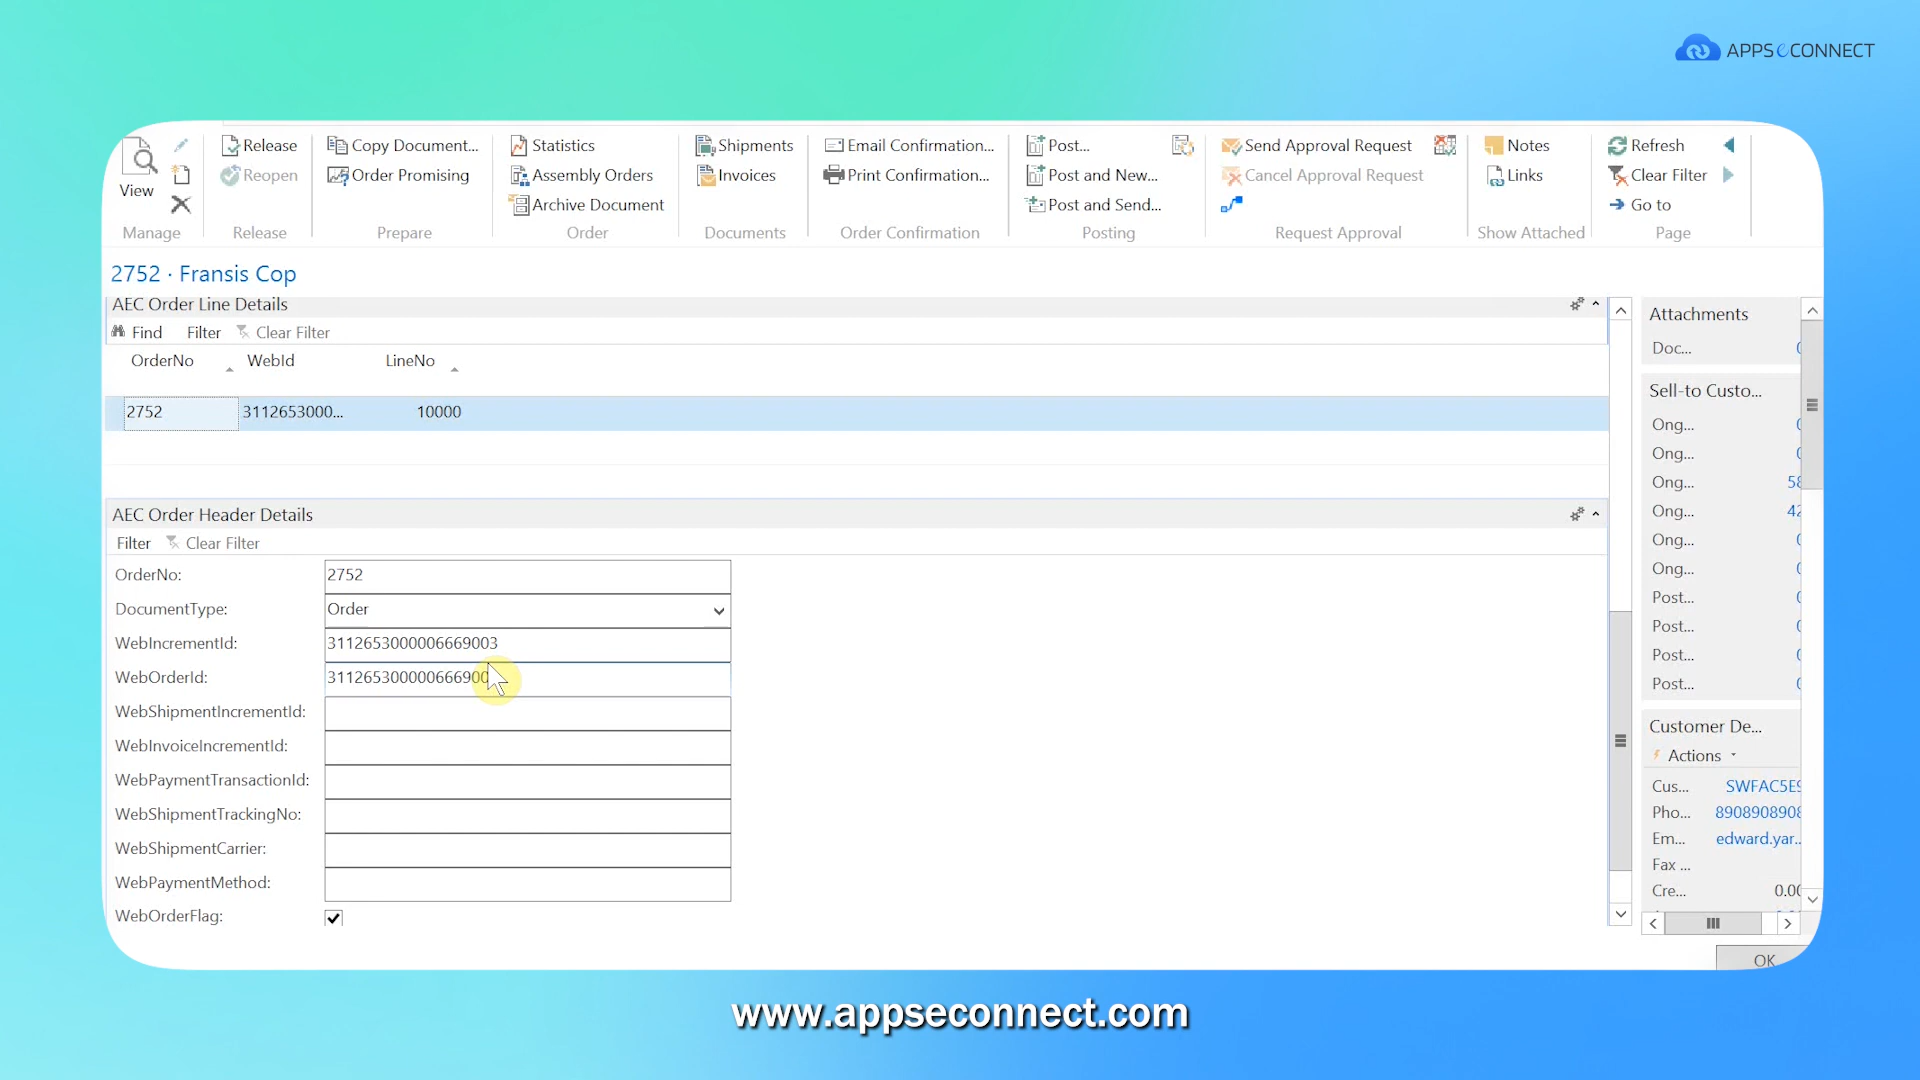 APPSeCONNECT
View
Manage
Release
Reopen
Release
Copy Document...
Order Promising
Prepare
Statistics
Assembly Orders
Archive Document
Order
Shipments
Invoices
Documents
Email Confirmation...
Print Confirmation...
Order Confirmation
Post...
Post and New...
Post and Send...
Posting
Send Approval Request
Cancel Approval Request
Request Approval
Notes
Links
Show Attached
Refresh
Clear Filter
Go to
Page
2752 · Fransis Cop
AEC Order Line Details
Find Filter Clear Filter
OrderNo WebId LineNo
2752 3112653000... 10000
AEC Order Header Details
Filter Clear Filter
OrderNo: 2752
DocumentType: Order
WebIncrementId: 3112653000006669003
WebOrderId: 311265300000666900
WebShipmentIncrementId:
WebInvoiceIncrementId:
WebPaymentTransactionId:
WebShipmentTrackingNo:
WebShipmentCarrier:
WebPaymentMethod:
WebOrderFlag:
Attachments
Doc...
Sell-to Custo...
Ong...
Ong...
Ong... 58
Ong... 42
Ong...
Ong...
Post...
Post...
Post...
Post...
Customer De...
Actions
Cus... SWFAC5E9
Pho... 8908908908
Em... edward.yar...
Fax ...
Cre... 0.00
OK
www.appseconnect.com